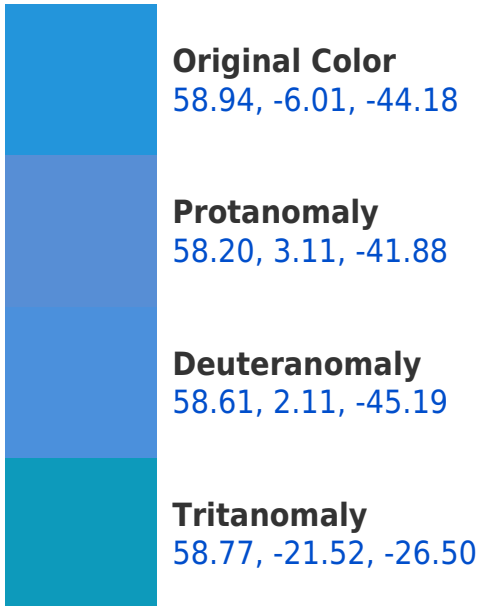 Original Color
58.94, -6.01, -44.18
Protanomaly
58.20, 3.11, -41.88
Deuteranomaly
58.61, 2.11, -45.19
Tritanomaly
58.77, -21.52, -26.50